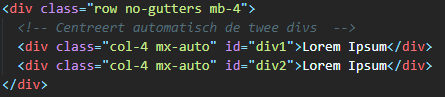 <div class="row no-gutters mb-4">
<!-- Centreert automatisch de twee divs  -->
<div class="col-4 mx-auto" id="div1">Lorem Ipsum</div>
<div class="col-4 mx-auto" id="div2">Lorem Ipsum</div>
</div>